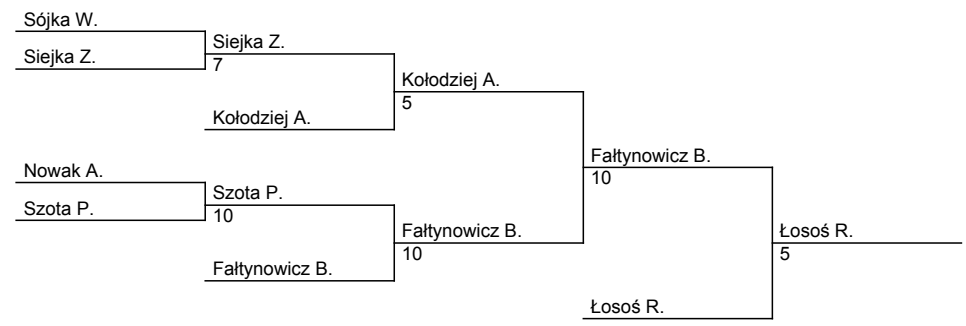 Sójka W.
Siejka Z.
Siejka Z.
7
Kołodziej A.
Kołodziej A.
5
Nowak A.
Szota P.
Szota P.
10
Fałtynowicz B.
Fałtynowicz B.
10
Fałtynowicz B.
10
Łosoś R.
Łosoś R.
5